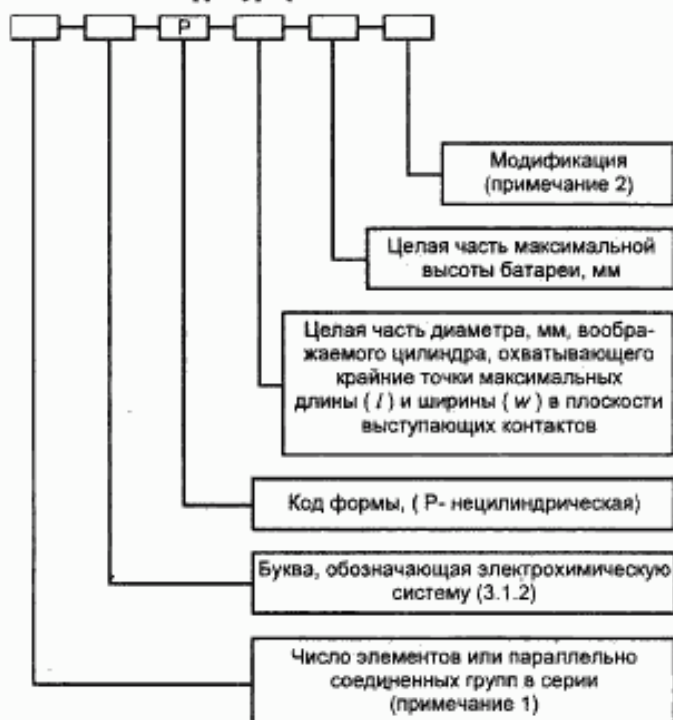 P
Модификация
(примечание 2)
Целая часть максимальной
высоты батареи, мм
Целая часть диаметра, мм, вообра-
жаемого цилиндра, охватывающего
крайние точки максимальных
длины ( l ) и ширины ( w ) в плоскости
выступающих контактов
Код формы, ( Р- нецилиндрическая)
Буква, обозначающая электрохимическую
систему (3.1.2)
Число элементов или параллельно
соединенных групп в серии
(примечание 1)